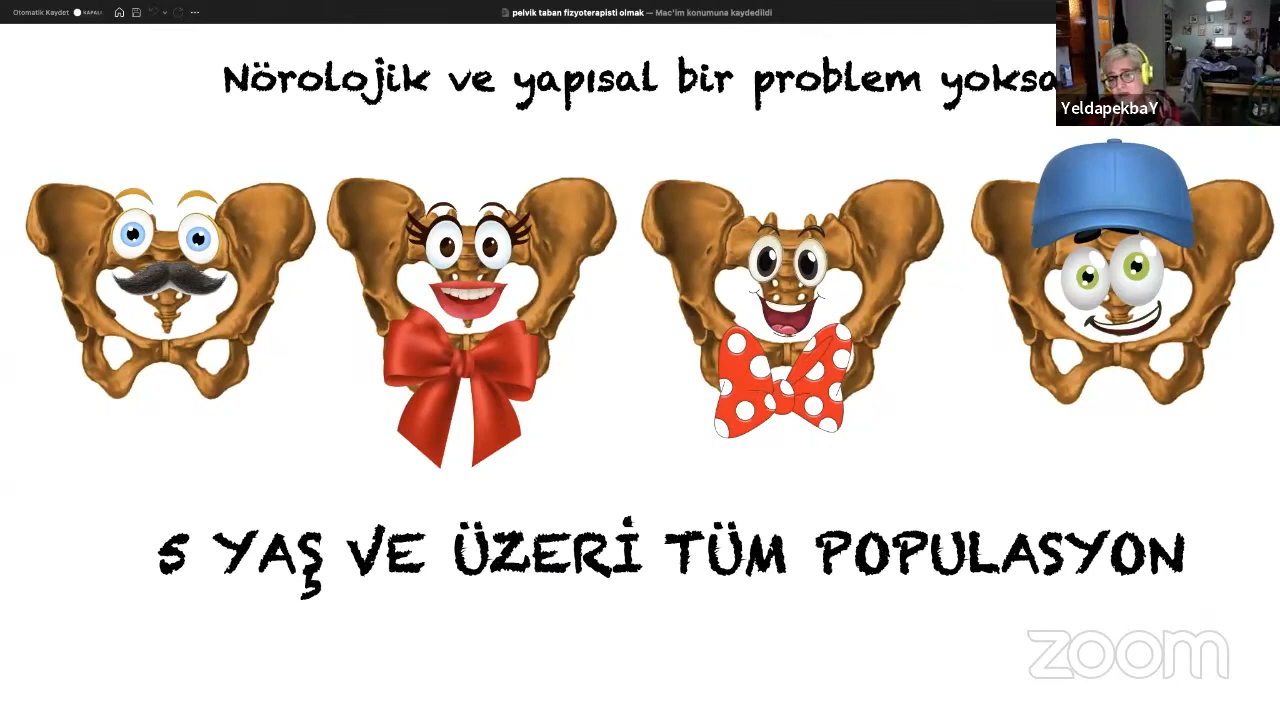 Otomatik Kaydet KAPALI
pelvik taban fizyoterapisti olmak — Mac'im konumuna kaydedildi
Nörolojik ve yapısal bir problem yoksa
YeldapekbaY
5 YAŞ VE ÜZERİ TÜM POPULASYON
zoom